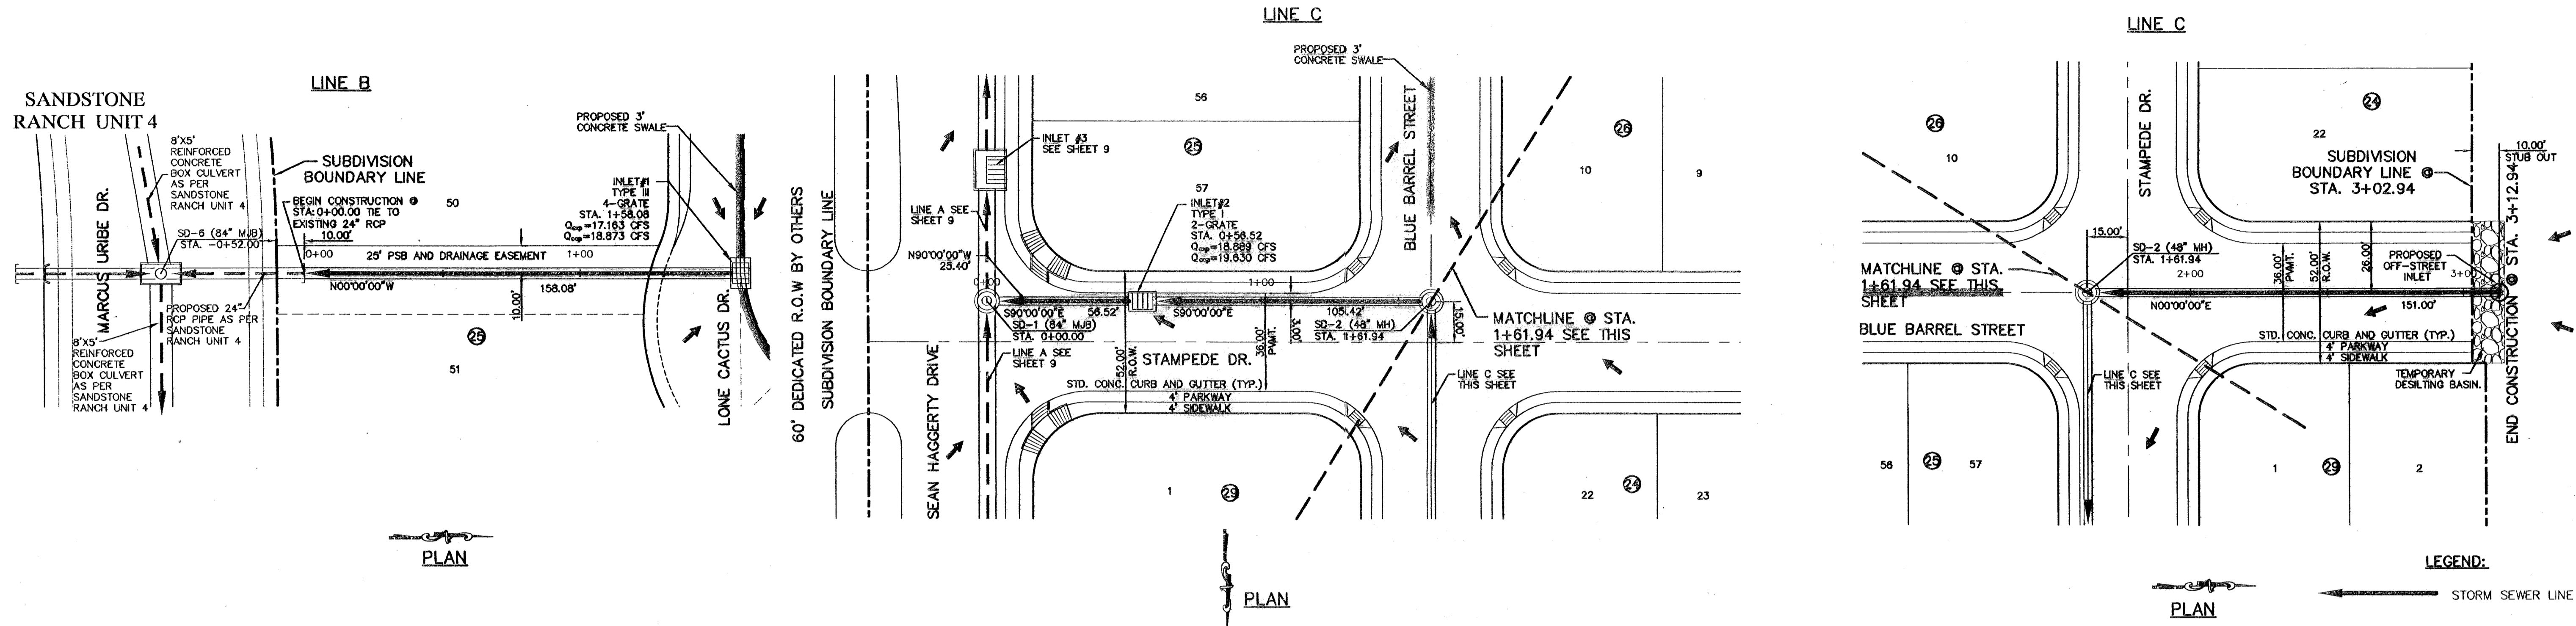 LINE B
SANDSTONE
RANCH UNIT 4
8'X5'
REINFORCED
CONCRETE
BOX CULVERT
AS PER
SANDSTONE
RANCH UNIT 4
SUBDIVISION
BOUNDARY LINE
BEGIN CONSTRUCTION @
STA:0+00.00 TIE TO
EXISTING 24" RCP
10.00'
50
PROPOSED 3'
CONCRETE SWALE
INLET#1
TYPE III
4-GRATE
STA. 1+58.08
Qcap=17.163 CFS
Qcap=18.873 CFS
MARCUS URIBE DR.
SD-6 (84" MJB)
STA. -0+52.00
0+00
25' PSB AND DRAINAGE EASEMENT
1+00
N00°00'00"W
158.08'
10.00'
PROPOSED 24"
RCP PIPE AS PER
SANDSTONE
RANCH UNIT 4
8'X5'
REINFORCED
CONCRETE
BOX CULVERT
AS PER
SANDSTONE
RANCH UNIT 4
25
51
LONE CACTUS DR.
PLAN
LINE C
PROPOSED 3'
CONCRETE SWALE
60' DEDICATED R.O.W BY OTHERS
SUBDIVISION BOUNDARY LINE
SEAN HAGGERTY DRIVE
INLET #3
SEE SHEET 9
56
25
57
LINE A SEE
SHEET 9
INLET#2
TYPE I
2-GRATE
STA. 0+56.52
Qcap=18.889 CFS
Qcap=19.630 CFS
N90°00'00"W
25.40'
BLUE BARREL STREET
26
10
9
0+00
1+00
S90°00'00"E
56.52'
S90°00'00"E
105.42'
SD-1 (84" MJB)
STA. 0+00.00
SD-2 (48" MH)
STA. 1+61.94
15.00'
3.00'
36.00'
PVMT.
52.00'
R.O.W.
MATCHLINE @ STA.
1+61.94 SEE THIS
SHEET
LINE A SEE
SHEET 9
STAMPEDE DR.
STD. CONC. CURB AND GUTTER (TYP.)
4' PARKWAY
4' SIDEWALK
LINE C SEE
THIS SHEET
1
29
22
24
23
PLAN
LINE C
26
10
STAMPEDE DR.
24
22
SUBDIVISION
BOUNDARY LINE @
STA. 3+02.94
10.00'
STUB OUT
15.00'
SD-2 (48" MH)
STA. 1+61.94
2+00
MATCHLINE @ STA.
1+61.94 SEE THIS
SHEET
36.00'
PVMT.
52.00'
R.O.W.
26.00'
PROPOSED
OFF-STREET
INLET
3+00
N00°00'00"E
151.00'
BLUE BARREL STREET
STD. CONC. CURB AND GUTTER (TYP.)
4' PARKWAY
4' SIDEWALK
LINE C SEE
THIS SHEET
TEMPORARY
DESILTING BASIN.
END CONSTRUCTION @ STA. 3+12.94
56
25
57
1
29
2
PLAN
LEGEND:
STORM SEWER LINE